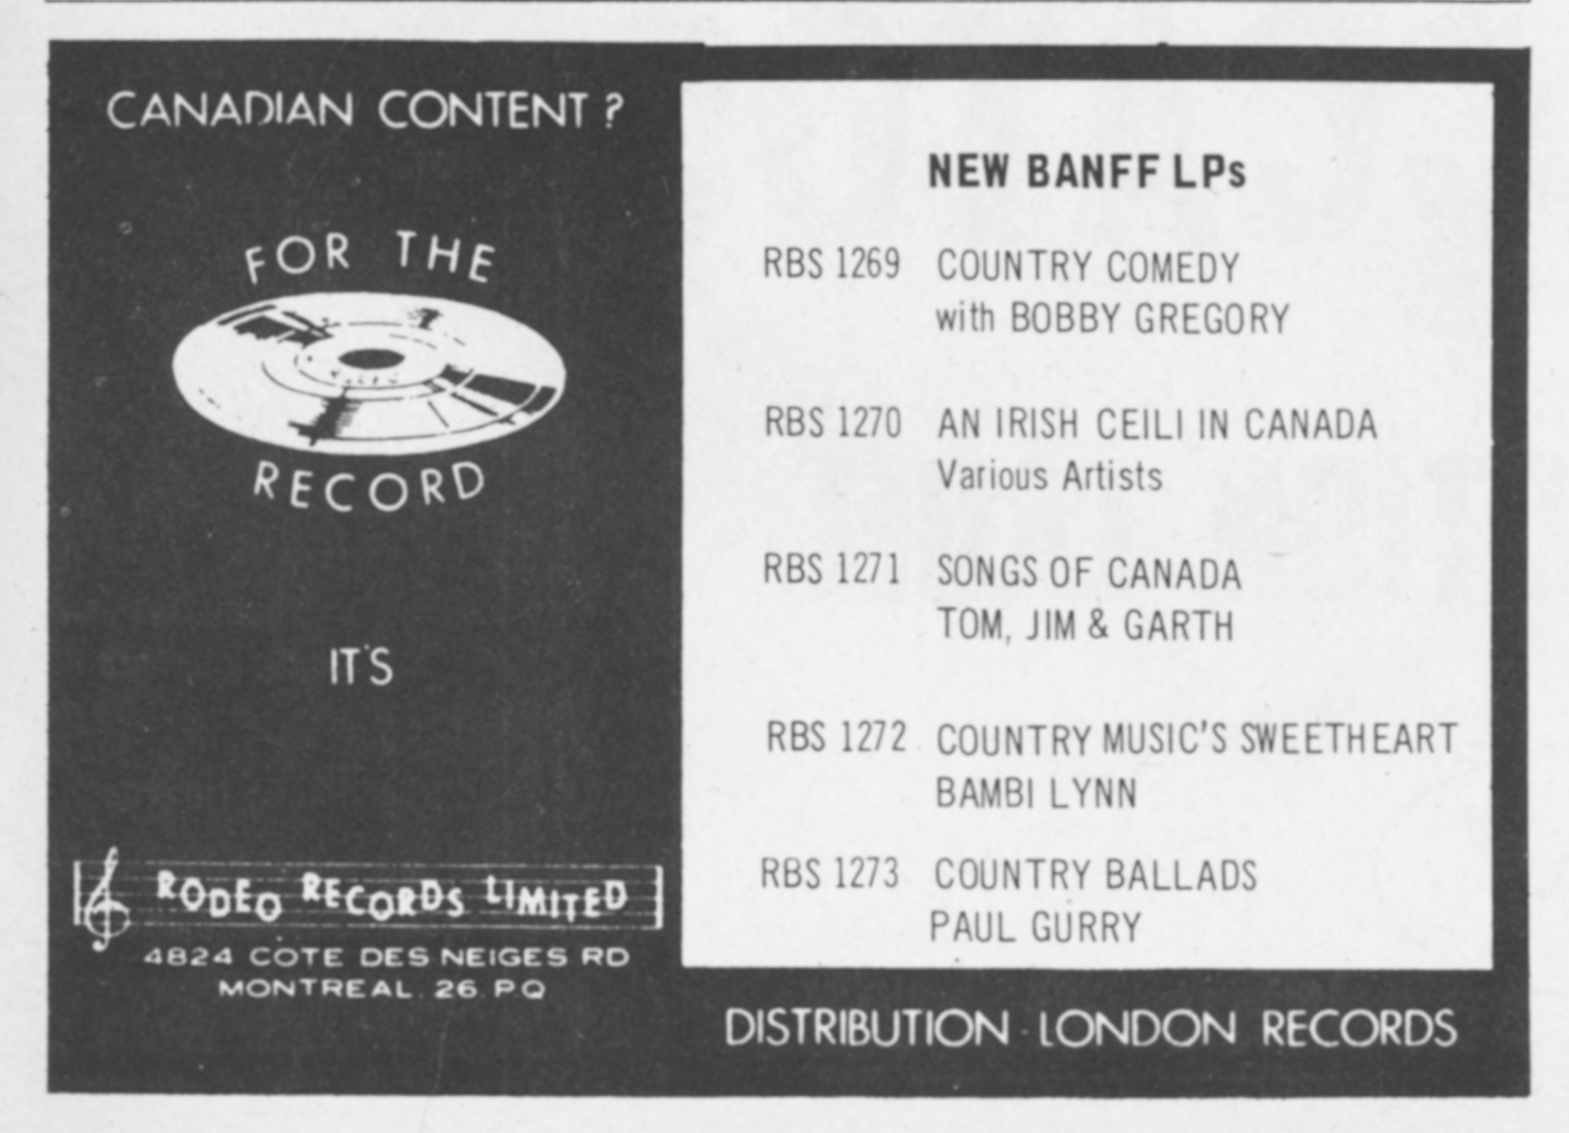 CANADIAN CONTENT ?
FOR THE
RECORD
IT'S
RODEO RECORDS LIMITED
4824 COTE DES NEIGES RD
MONTREAL. 26. P.Q
NEW BANFF LPs
RBS 1269 COUNTRY COMEDY
with BOBBY GREGORY
RBS 1270 AN IRISH CEILI IN CANADA
Various Artists
RBS 1271 SONGS OF CANADA
TOM, JIM & GARTH
RBS 1272 COUNTRY MUSIC'S SWEETHEART
BAMBI LYNN
RBS 1273 COUNTRY BALLADS
PAUL GURRY
DISTRIBUTION - LONDON RECORDS